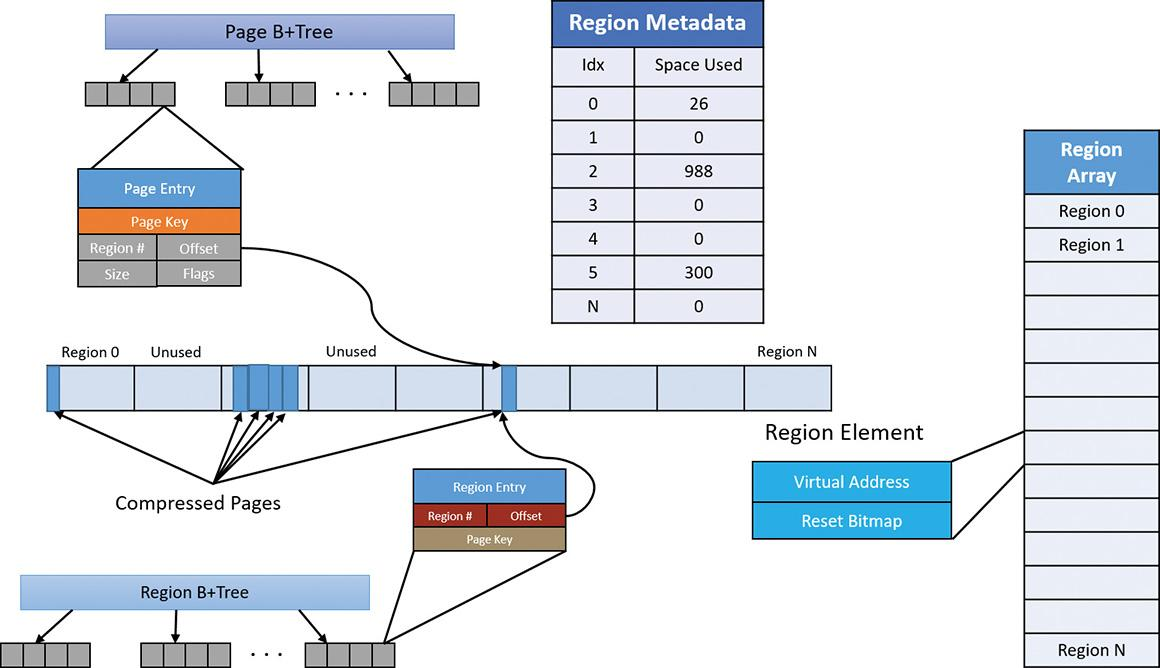 Page B+Tree
. . .
Page Entry
Page Key
Region # Offset
Size Flags
Region Metadata
Idx Space Used
0 26
1 0
2 988
3 0
4 0
5 300
N 0
Region Array
Region 0
Region 1
Region N
Region 0 Unused Unused Region N
Compressed Pages
Region Element
Virtual Address
Reset Bitmap
Region Entry
Region # Offset
Page Key
Region B+Tree
. . .